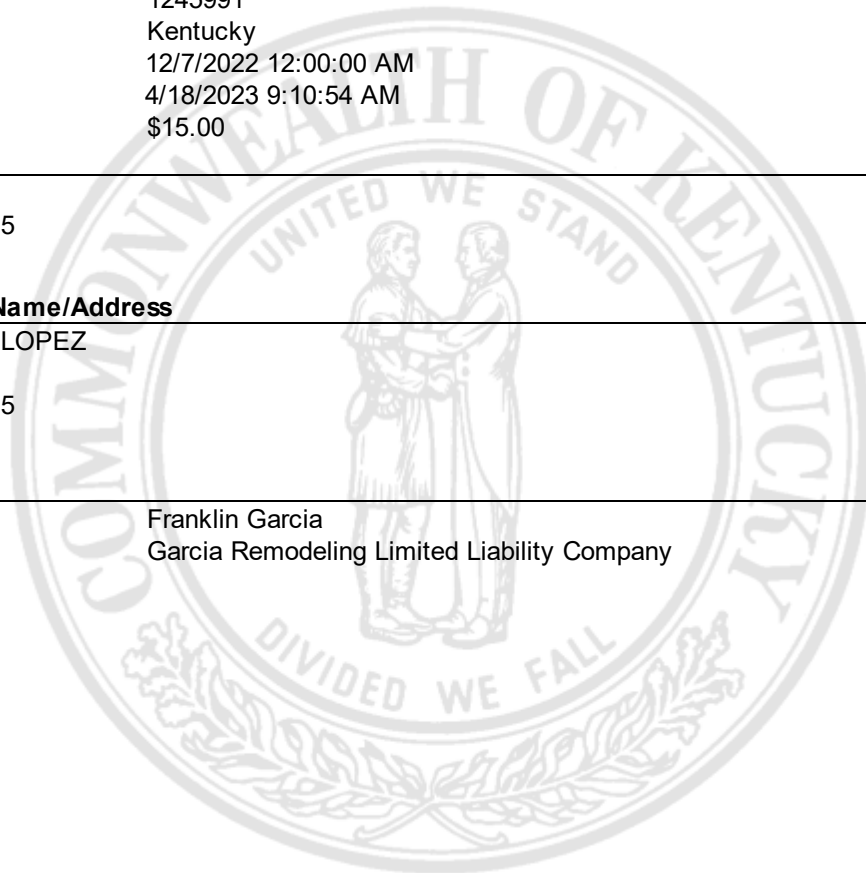 1245991
Kentucky
12/7/2022 12:00:00 AM
4/18/2023 9:10:54 AM
$15.00
5
Name/Address
LOPEZ
5
Franklin Garcia
Garcia Remodeling Limited Liability Company
COMMONWEALTH OF KENTUCKY
UNITED WE STAND
DIVIDED WE FALL